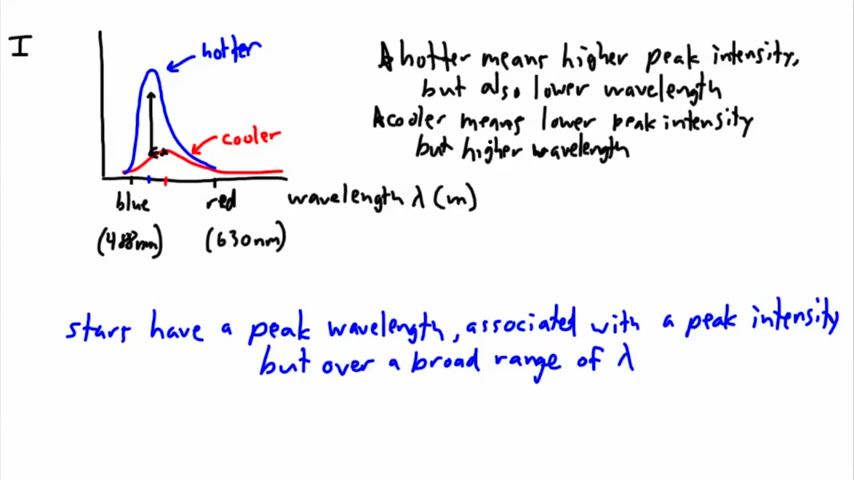 I
hotter
cooler
hotter means higher peak intensity,
but also lower wavelength
cooler means lower peak intensity
but higher wavelength
blue
red
wavelength λ (m)
(488nm)
(630nm)
stars have a peak wavelength, associated with a peak intensity
but over a broad range of λ